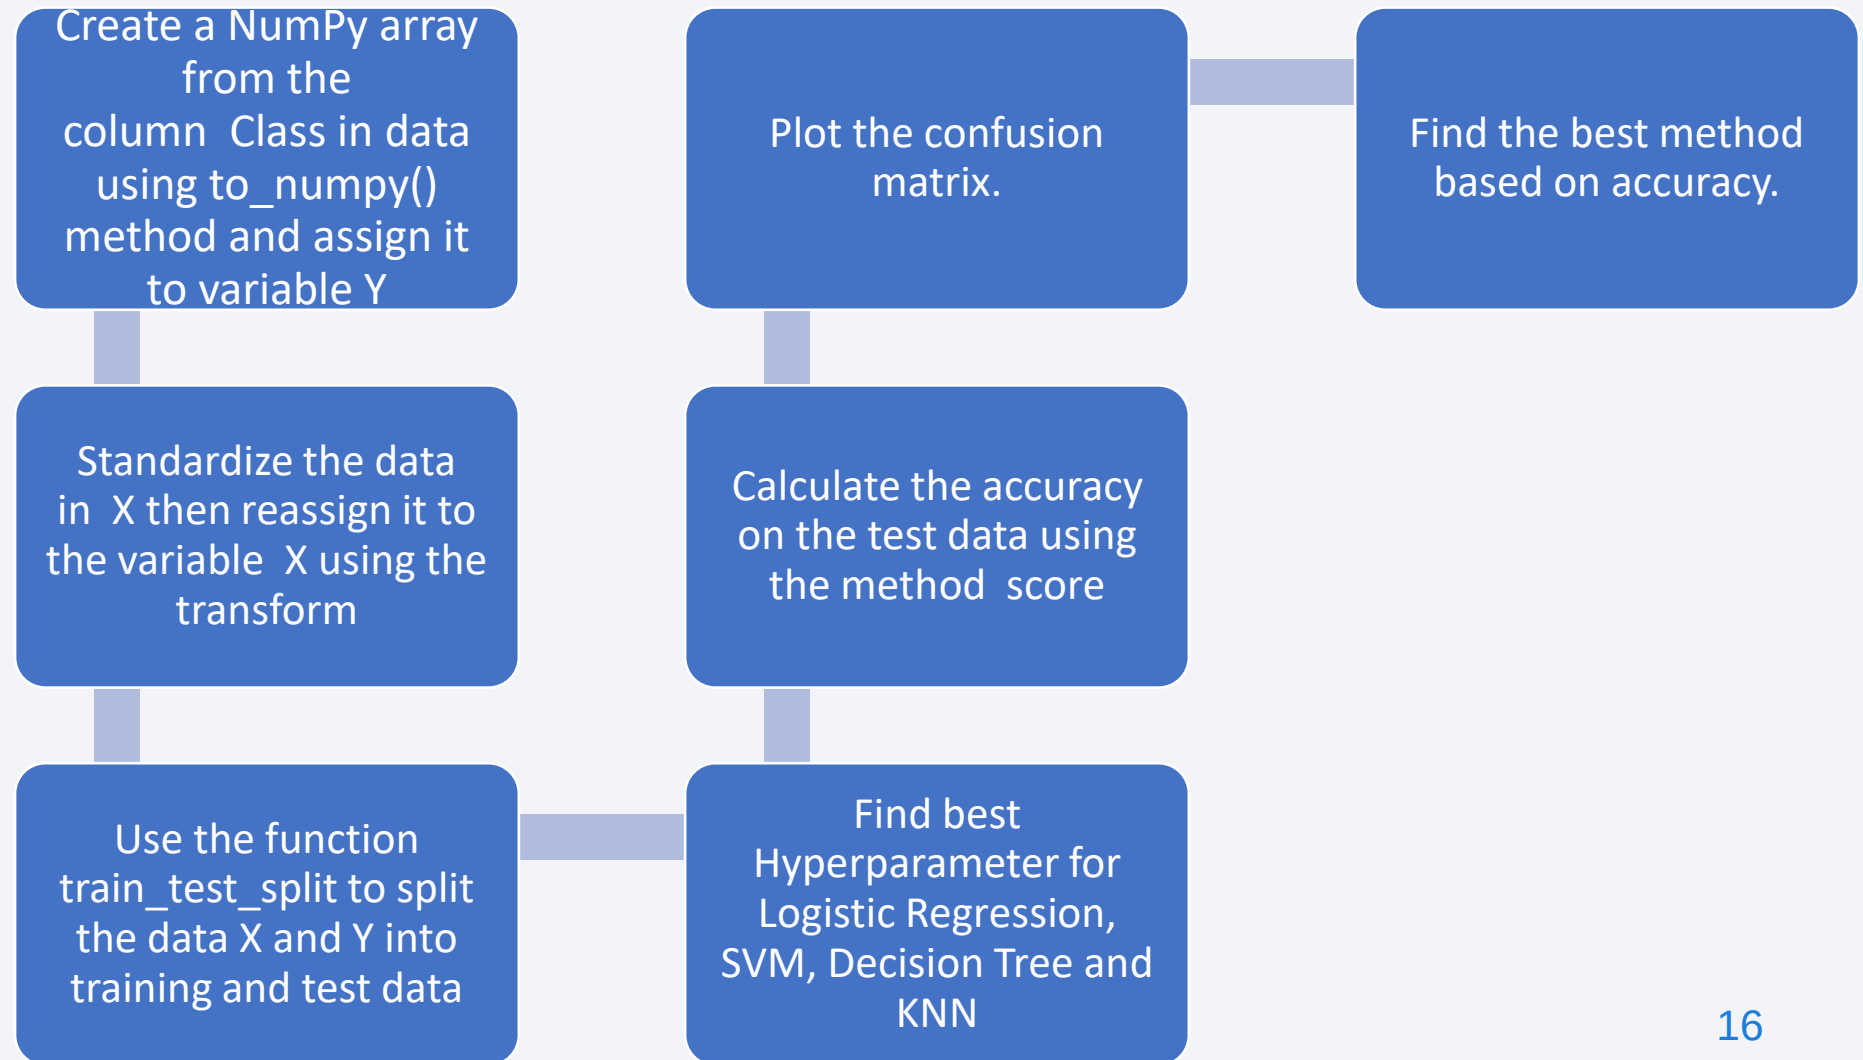 Create a NumPy array
from the
column  Class in data
using to_numpy()
method and assign it
to variable Y
Standardize the data
in  X then reassign it to
the variable  X using the
transform
Use the function
train_test_split to split
the data X and Y into
training and test data
Find best
Hyperparameter for
Logistic Regression,
SVM, Decision Tree and
KNN
Calculate the accuracy
on the test data using
the method  score
Plot the confusion
matrix.
Find the best method
based on accuracy.
16